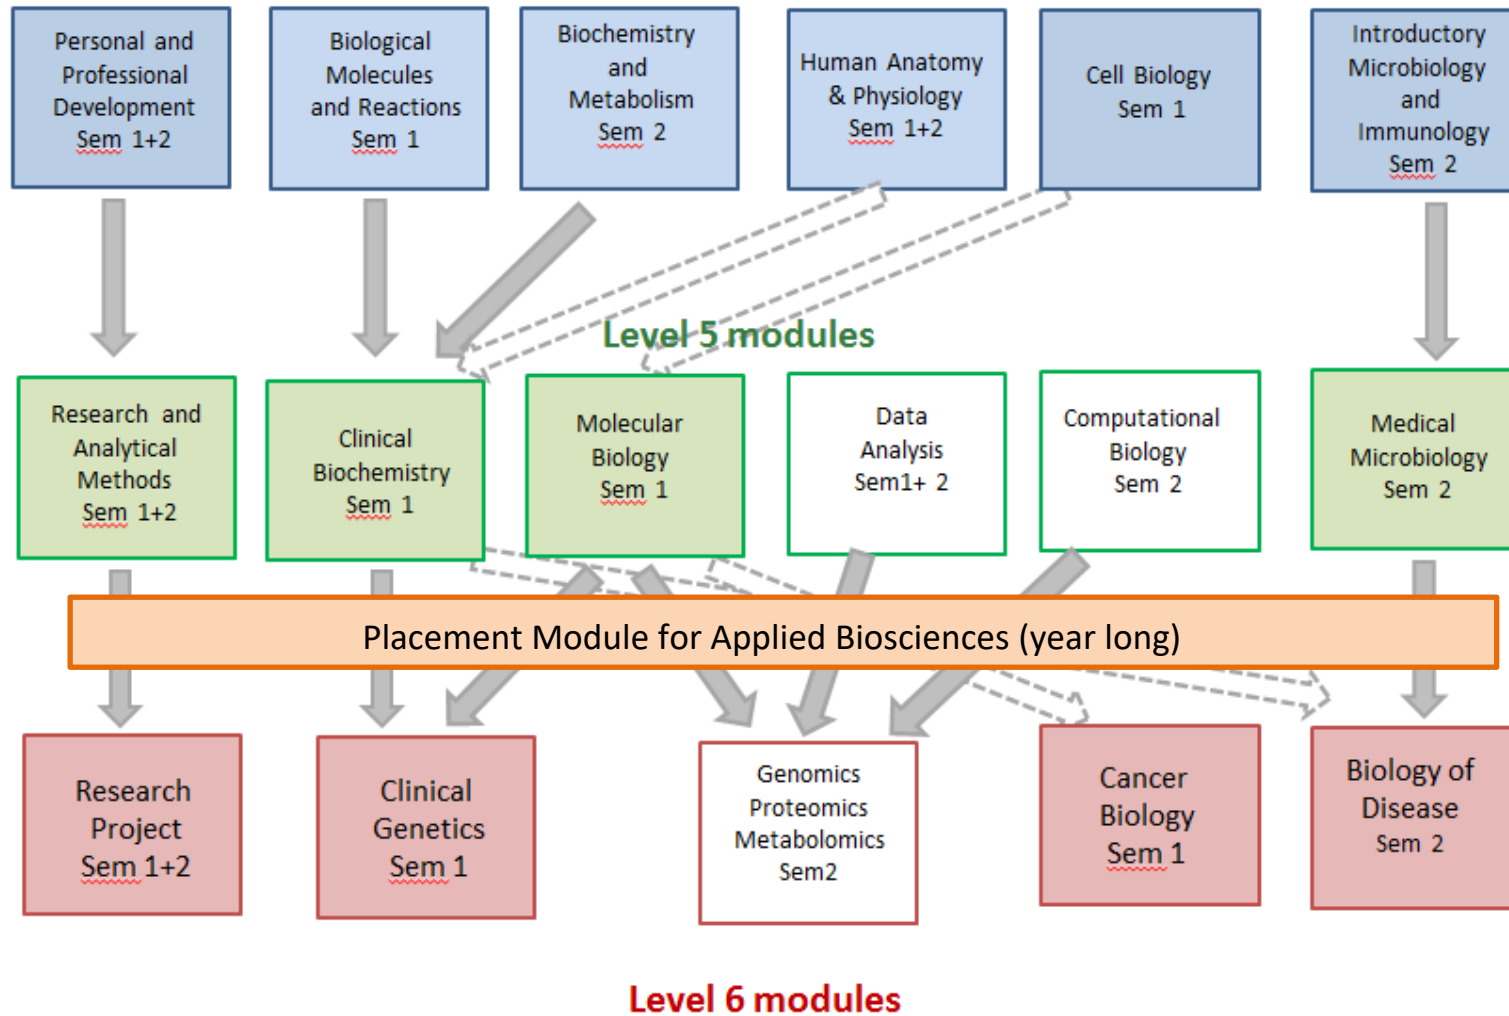 Personal and
Professional
Development
Sem 1+2
Biological
Molecules
and Reactions
Sem 1
Biochemistry
and
Metabolism
Sem 2
Human Anatomy
& Physiology
Sem 1+2
Cell Biology
Sem 1
Introductory
Microbiology
and
Immunology
Sem 2
Level 5 modules
Research and
Analytical
Methods
Sem 1+2
Clinical
Biochemistry
Sem 1
Molecular
Biology
Sem 1
Data
Analysis
Sem1+ 2
Computational
Biology
Sem 2
Medical
Microbiology
Sem 2
Placement Module for Applied Biosciences (year long)
Research
Project
Sem 1+2
Clinical
Genetics
Sem 1
Genomics
Proteomics
Metabolomics
Sem2
Cancer
Biology
Sem 1
Biology of
Disease
Sem 2
Level 6 modules